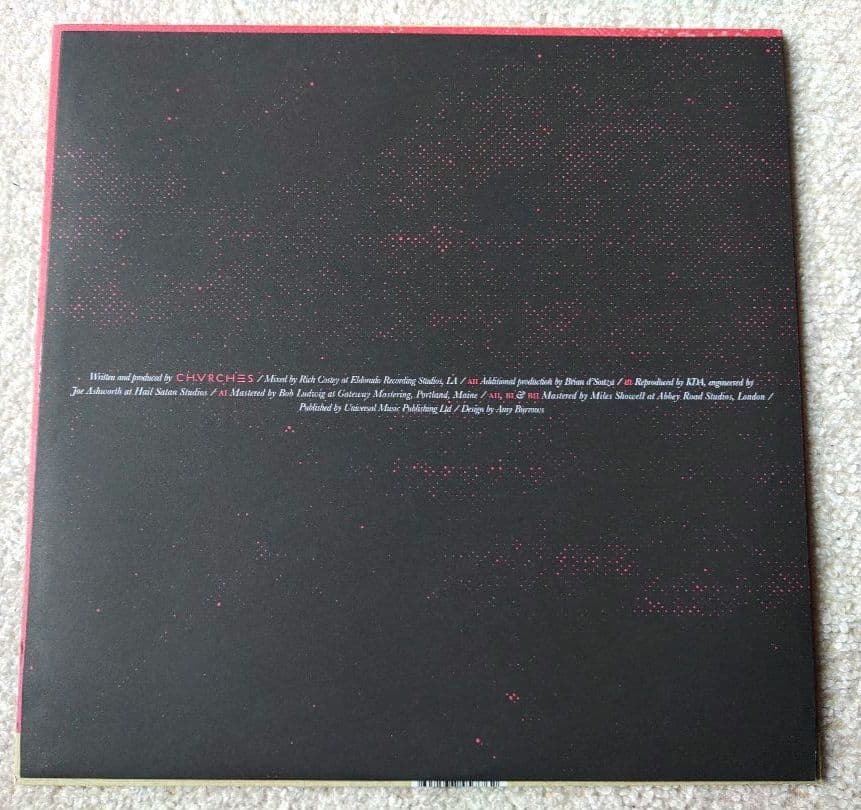 Written and produced by CHVRCHES / Mixed by Rich Costey at Eldorado Recording Studios, LA / AII Additional production by Brian d'Souza / BI Reproduced by KDA, engineered by
Joe Ashworth at Hail Satan Studios / AI Mastered by Bob Ludwig at Gateway Mastering, Portland, Maine / AII, BI & BII Mastered by Miles Showell at Abbey Road Studios, London /
Published by Universal Music Publishing Ltd / Design by Amy Burrows